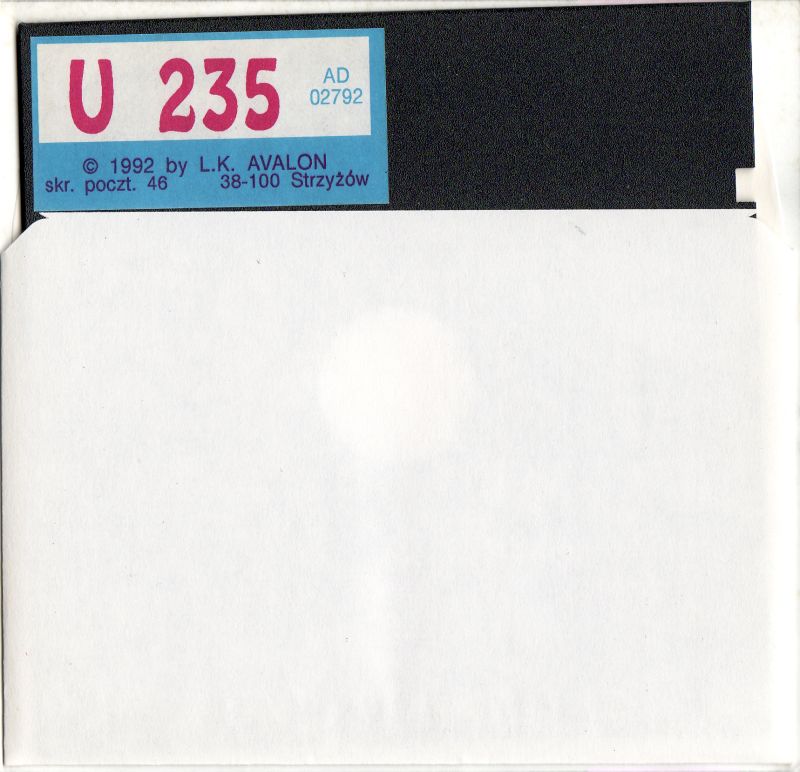 U 235
AD
02792
© 1992 by L.K. AVALON
skr. poczt. 46 38-100 Strzyżów